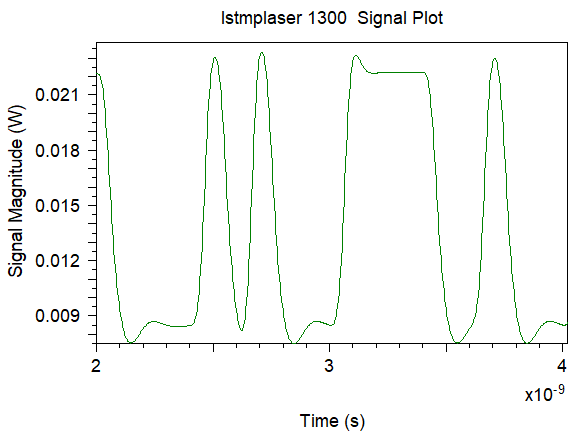 lstmplaser 1300  Signal Plot
Signal Magnitude (W)
0.021
0.018
0.015
0.012
0.009
2
3
4
x10⁻⁹
Time (s)